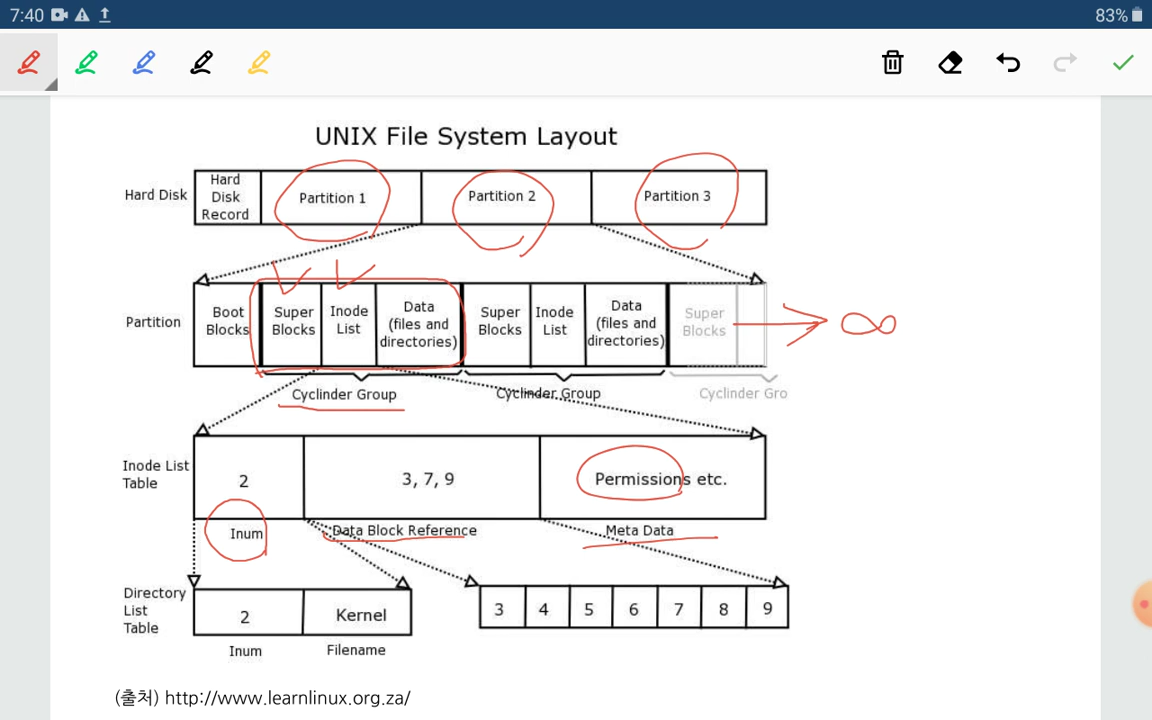 7:40
83%
UNIX File System Layout
Hard Disk
Hard
Disk
Record
Partition 1
Partition 2
Partition 3
Partition
Boot
Blocks
Super
Blocks
Inode
List
Data
(files and
directories)
Super
Blocks
Inode
List
Data
(files and
directories)
Super
Blocks
∞
Cyclinder Group
Cyclinder Group
Cyclinder Gro
Inode List
Table
2
3, 7, 9
Permissions etc.
Inum
Data Block Reference
Meta Data
Directory
List
Table
2
Kernel
3 4 5 6 7 8 9
Inum
Filename
(출처) http://www.learnlinux.org.za/